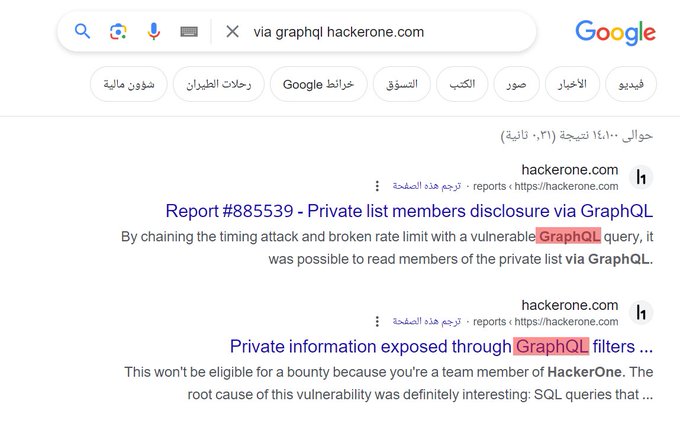 via graphql hackerone.com
Google
فيديو
الأخبار
صور
الكتب
التسوّق
خرائط Google
رحلات الطيران
شؤون مالية
حوالى ١٤,١٠٠ نتيجة (٠,٣١ ثانية)
hackerone.com
https://hackerone.com › reports · ترجم هذه الصفحة
Report #885539 - Private list members disclosure via GraphQL
By chaining the timing attack and broken rate limit with a vulnerable GraphQL query, it
was possible to read members of the private list via GraphQL.
hackerone.com
https://hackerone.com › reports · ترجم هذه الصفحة
Private information exposed through GraphQL filters ...
This won't be eligible for a bounty because you're a team member of HackerOne. The
root cause of this vulnerability was definitely interesting: SQL queries that ...